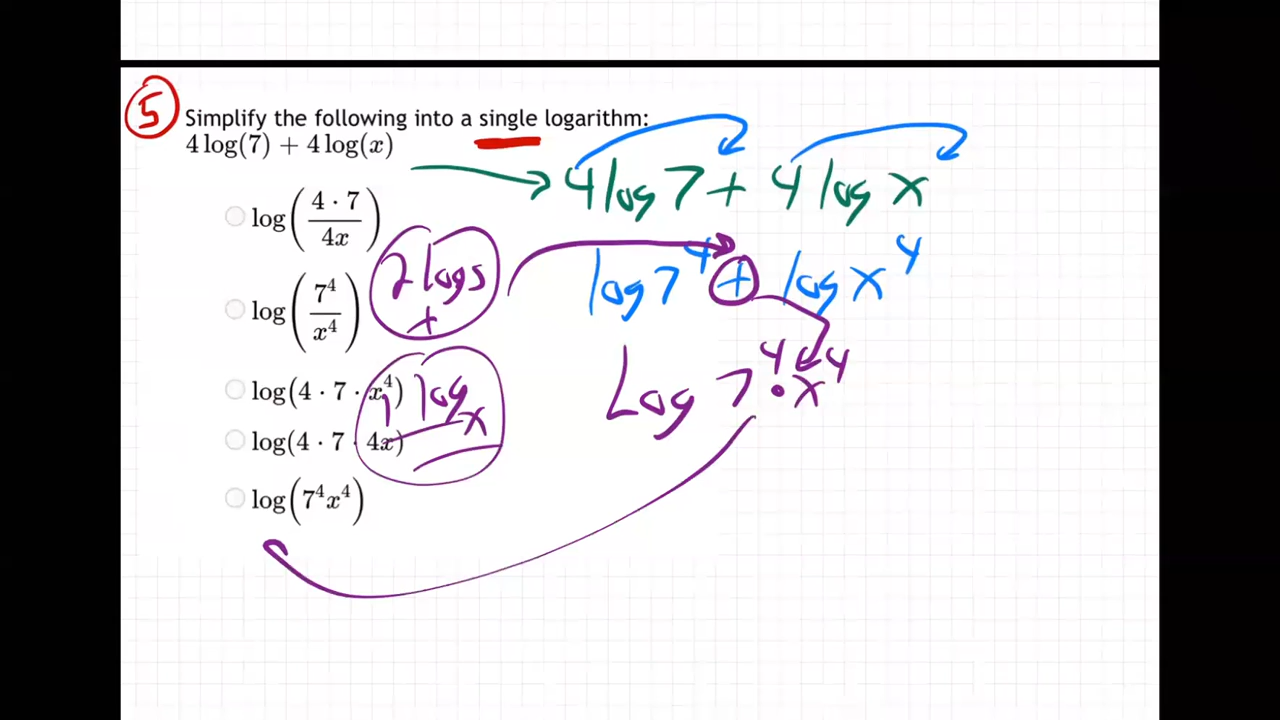 5
Simplify the following into a single logarithm:
4 log(7) + 4 log(x)
4 log 7 + 4 log x
log(4 · 7 / 4x)
2 logs
+
log 7⁴ + log x⁴
log(7⁴ / x⁴)
Log 7⁴ · x⁴
log(4 · 7 · x⁴)
1 log
x
log(4 · 7 · 4x)
log(7⁴x⁴)